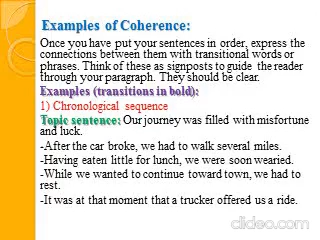 Examples of Coherence:
Once you have put your sentences in order, express the
connections between them with transitional words or
phrases. Think of these as signposts to guide the reader
through your paragraph. They should be clear.
Examples (transitions in bold):
1) Chronological sequence
Topic sentence: Our journey was filled with misfortune
and luck.
-After the car broke, we had to walk several miles.
-Having eaten little for lunch, we were soon wearied.
-While we wanted to continue toward town, we had to
rest.
-It was at that moment that a trucker offered us a ride.
clideo.com